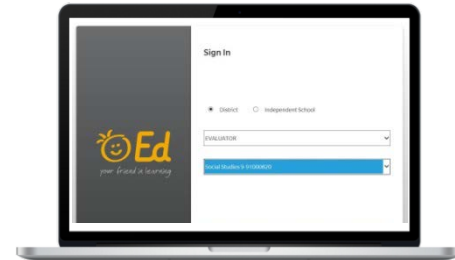 Sign In
District
Independent School
EVALUATOR
Ed
your friend in learning